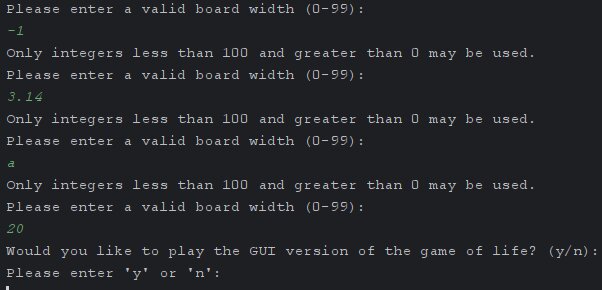 Please enter a valid board width (0-99):
-1
Only integers less than 100 and greater than 0 may be used.
Please enter a valid board width (0-99):
3.14
Only integers less than 100 and greater than 0 may be used.
Please enter a valid board width (0-99):
a
Only integers less than 100 and greater than 0 may be used.
Please enter a valid board width (0-99):
20
Would you like to play the GUI version of the game of life? (y/n):
Please enter 'y' or 'n':